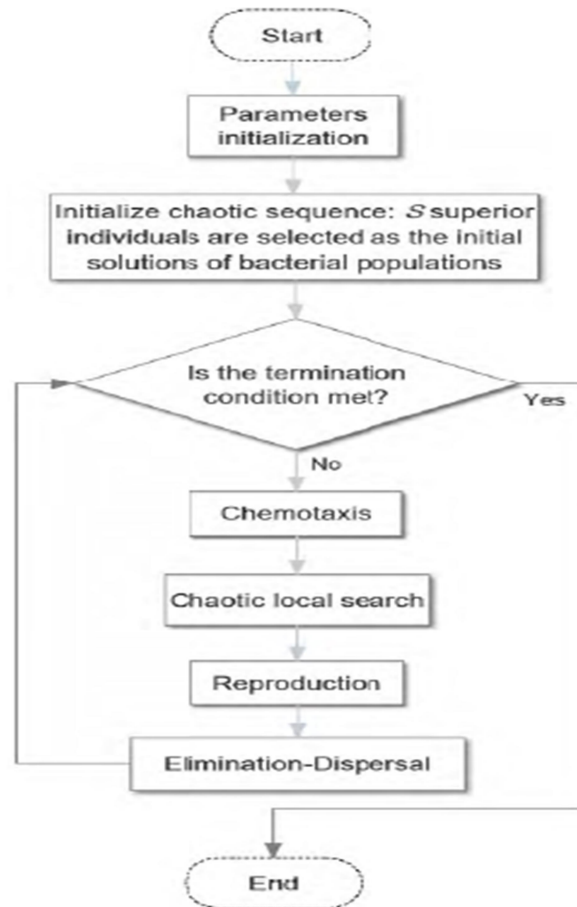 Start
Parameters
initialization
Initialize chaotic sequence: S superior
individuals are selected as the initial
solutions of bacterial populations
Is the termination
condition met?
Yes
No
Chemotaxis
Chaotic local search
Reproduction
Elimination-Dispersal
End